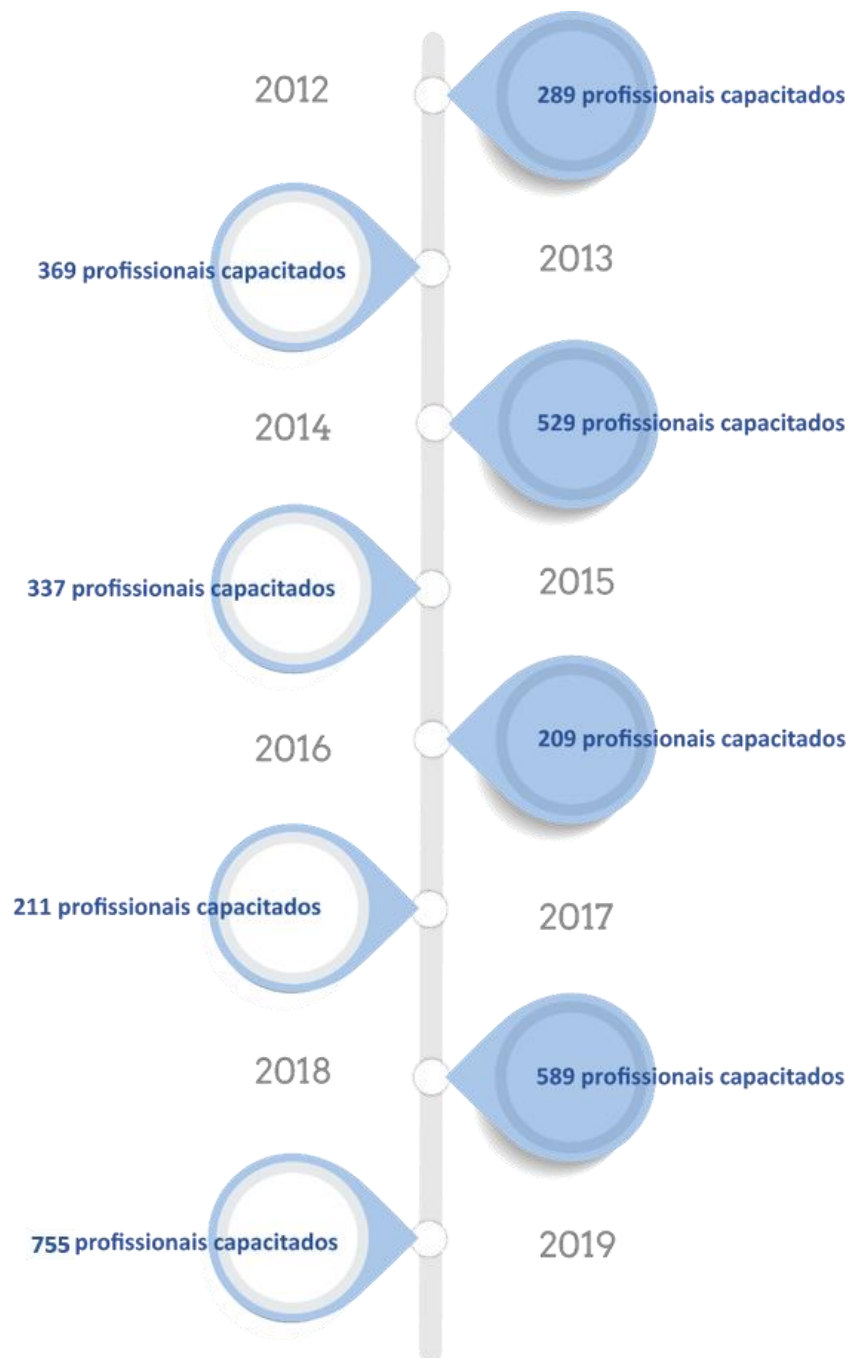 2012
289 profissionais capacitados
369 profissionais capacitados
2013
2014
529 profissionais capacitados
337 profissionais capacitados
2015
2016
209 profissionais capacitados
211 profissionais capacitados
2017
2018
589 profissionais capacitados
755 profissionais capacitados
2019